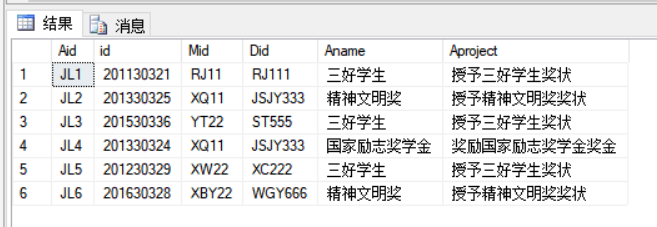 结果 消息
Aid id Mid Did Aname Aproject
1 JL1 201130321 RJ11 RJ111 三好学生 授予三好学生奖状
2 JL2 201330325 XQ11 JSJY333 精神文明奖 授予精神文明奖奖状
3 JL3 201530336 YT22 ST555 三好学生 授予三好学生奖状
4 JL4 201330324 XQ11 JSJY333 国家励志奖学金 奖励国家励志奖学金奖金
5 JL5 201230329 XW22 XC222 三好学生 授予三好学生奖状
6 JL6 201630328 XBY22 WGY666 精神文明奖 授予精神文明奖奖状